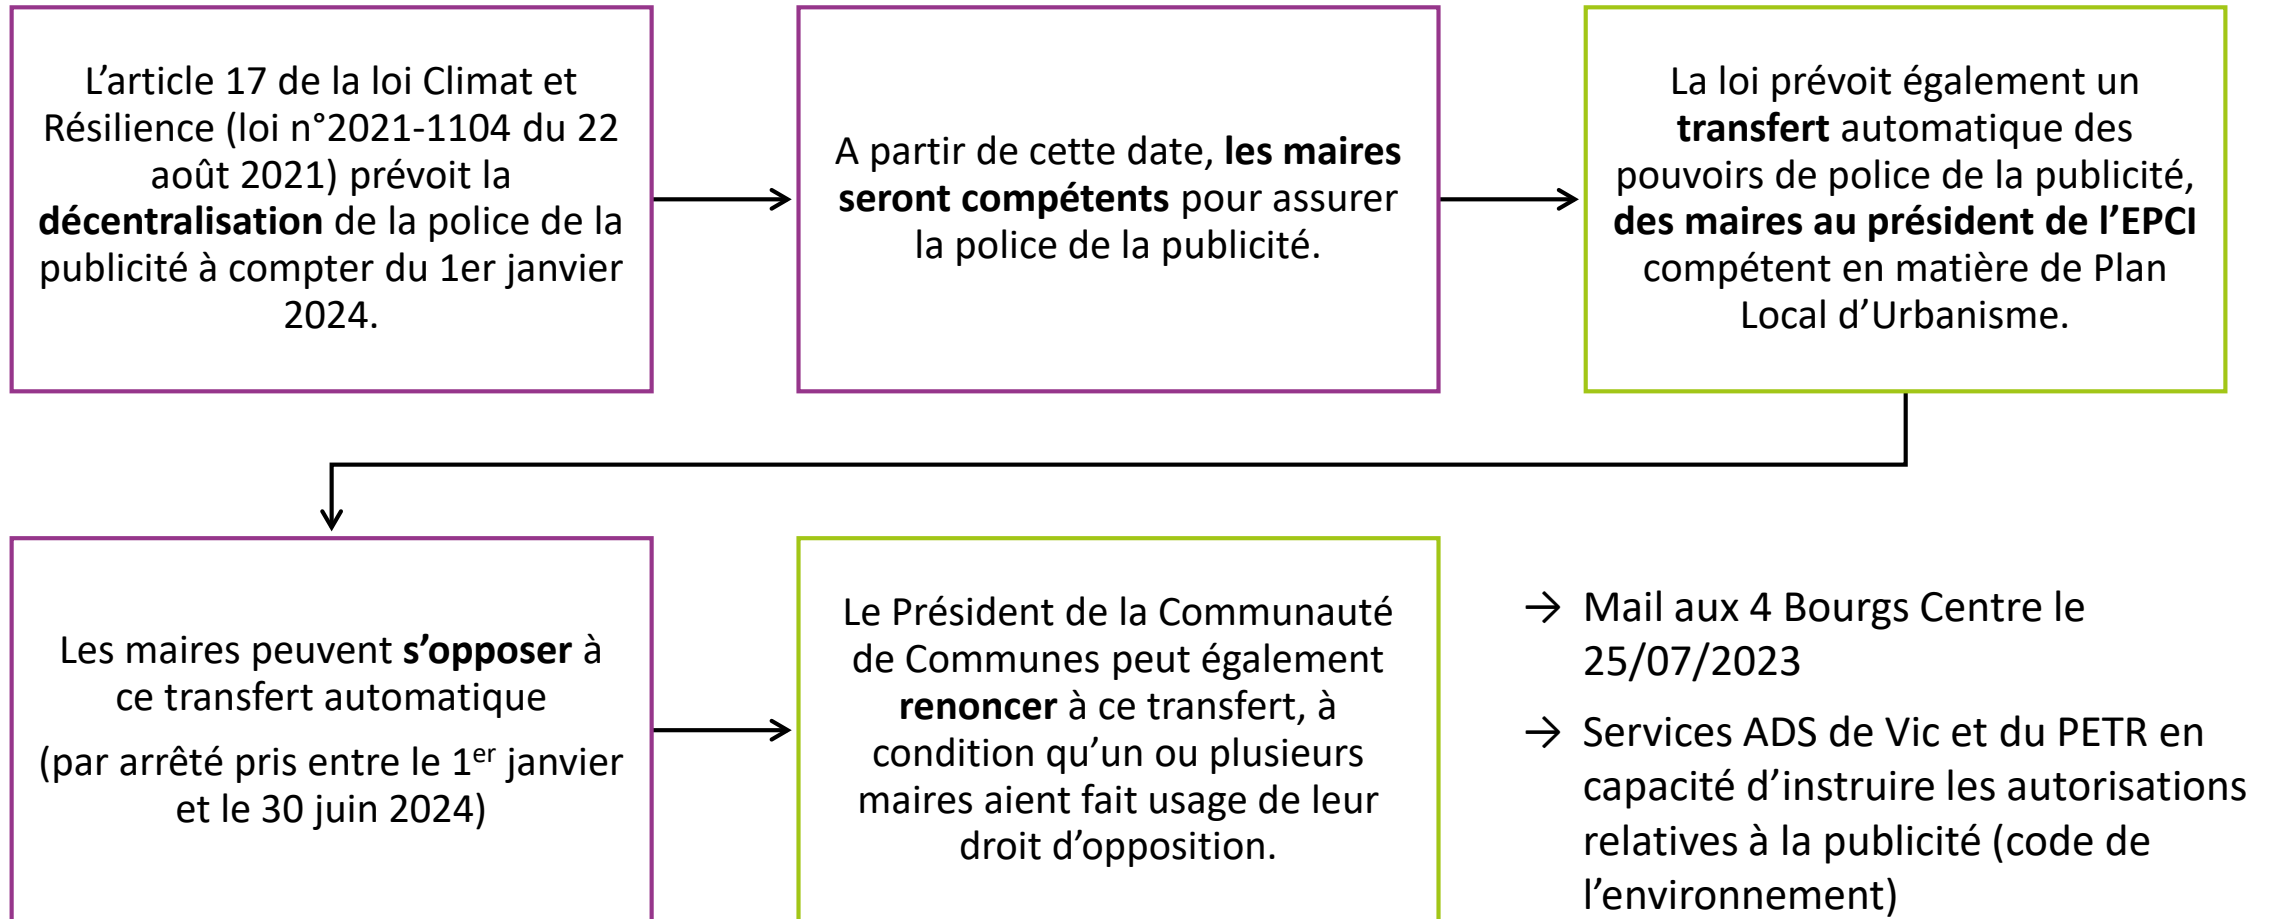 L’article 17 de la loi Climat et
Résilience (loi n°2021-1104 du 22
août 2021) prévoit la
décentralisation de la police de la
publicité à compter du 1er janvier
2024.
A partir de cette date, les maires
seront compétents pour assurer
la police de la publicité.
La loi prévoit également un
transfert automatique des
pouvoirs de police de la publicité,
des maires au président de l’EPCI
compétent en matière de Plan
Local d’Urbanisme.
Les maires peuvent s’opposer à
ce transfert automatique
(par arrêté pris entre le 1er janvier
et le 30 juin 2024)
Le Président de la Communauté
de Communes peut également
renoncer à ce transfert, à
condition qu’un ou plusieurs
maires aient fait usage de leur
droit d’opposition.
→ Mail aux 4 Bourgs Centre le
25/07/2023
→ Services ADS de Vic et du PETR en
capacité d’instruire les autorisations
relatives à la publicité (code de
l’environnement)